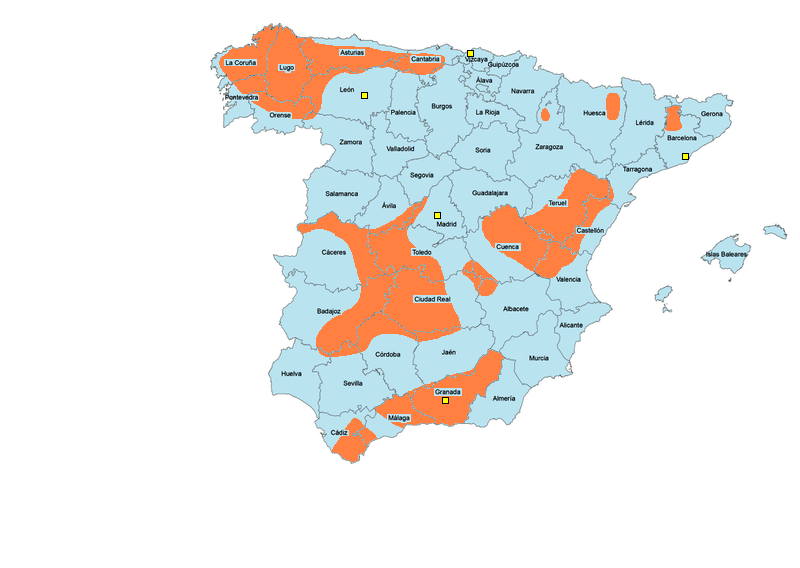 La Coruña
Lugo
Asturias
Cantabria
Vizcaya
Guipúzcoa
Álava
Navarra
Pontevedra
Orense
León
Palencia
Burgos
La Rioja
Huesca
Lérida
Gerona
Barcelona
Zamora
Valladolid
Soria
Zaragoza
Tarragona
Segovia
Salamanca
Ávila
Guadalajara
Teruel
Madrid
Castellón
Cáceres
Toledo
Cuenca
Islas Baleares
Valencia
Badajoz
Ciudad Real
Albacete
Alicante
Córdoba
Jaén
Murcia
Huelva
Sevilla
Granada
Almería
Málaga
Cádiz